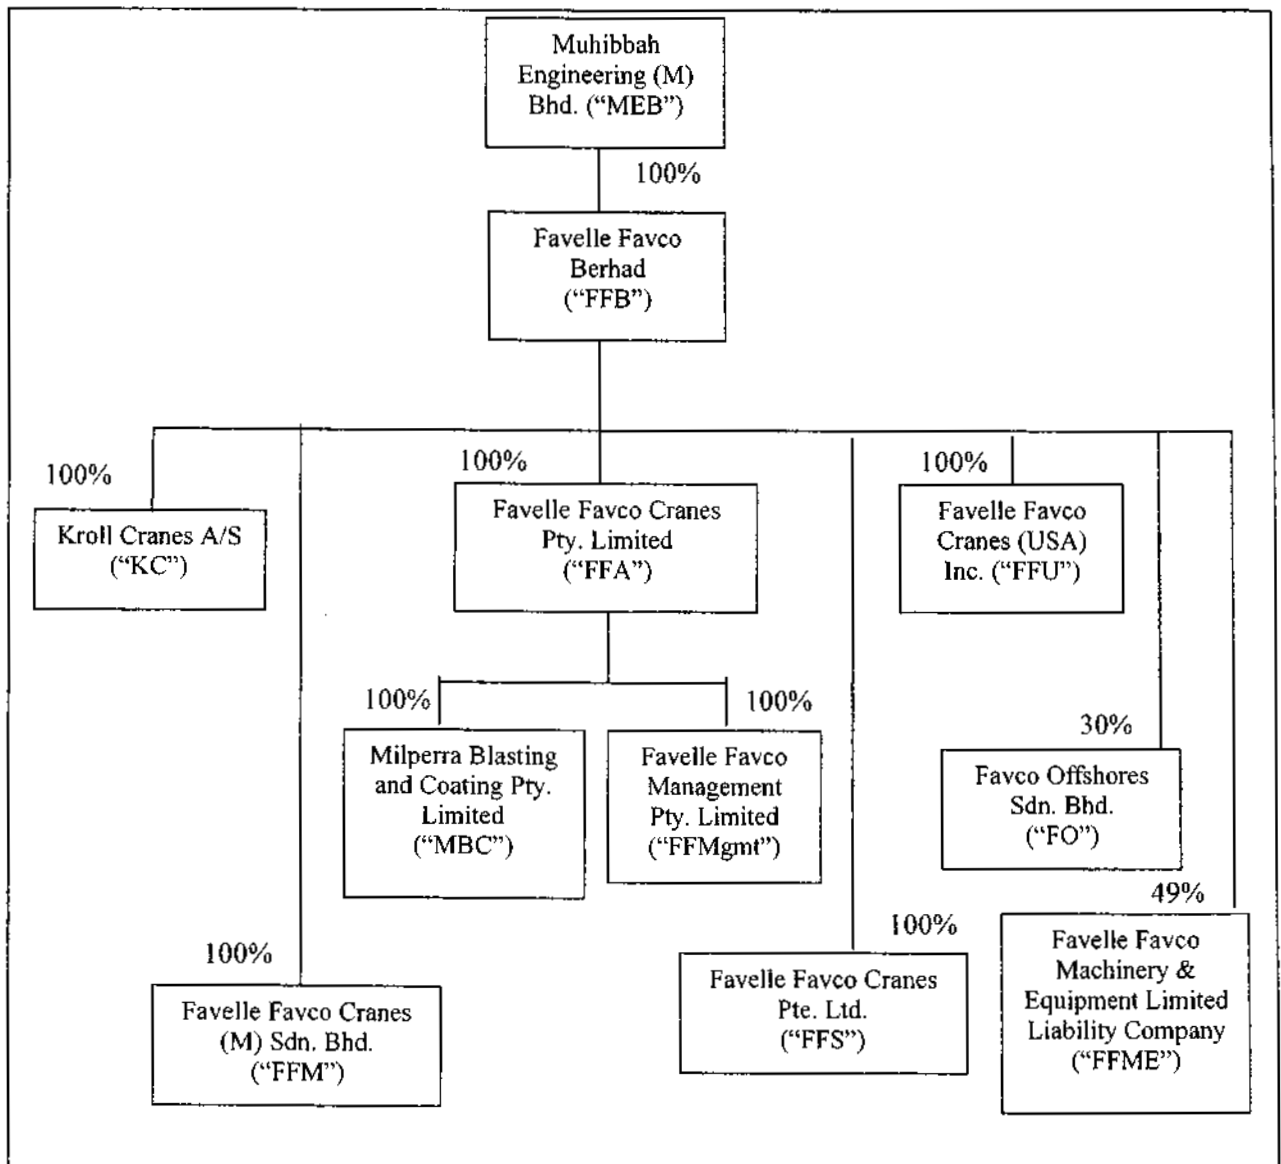 Muhibbah
Engineering (M)
Bhd. (“MEB”)
100%
Favelle Favco
Berhad
(“FFB”)
100%
Kroll Cranes A/S
(“KC”)
100%
Favelle Favco Cranes
Pty. Limited
(“FFA”)
100%
Favelle Favco
Cranes (USA)
Inc. (“FFU”)
100%
Milperra Blasting
and Coating Pty.
Limited
(“MBC”)
100%
Favelle Favco
Management
Pty. Limited
(“FFMgmt”)
30%
Favco Offshores
Sdn. Bhd.
(“FO”)
100%
Favelle Favco Cranes
(M) Sdn. Bhd.
(“FFM”)
100%
Favelle Favco Cranes
Pte. Ltd.
(“FFS”)
49%
Favelle Favco
Machinery &
Equipment Limited
Liability Company
(“FFME”)